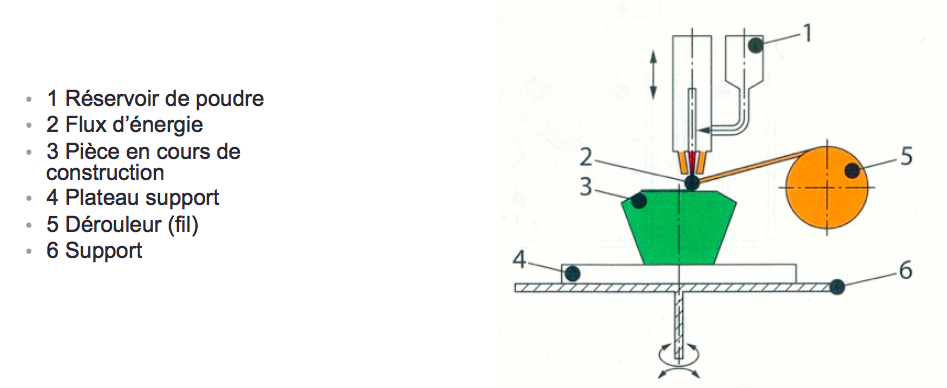 • 1 Réservoir de poudre
• 2 Flux d’énergie
• 3 Pièce en cours de
construction
• 4 Plateau support
• 5 Dérouleur (fil)
• 6 Support
1
2
3
5
4
6